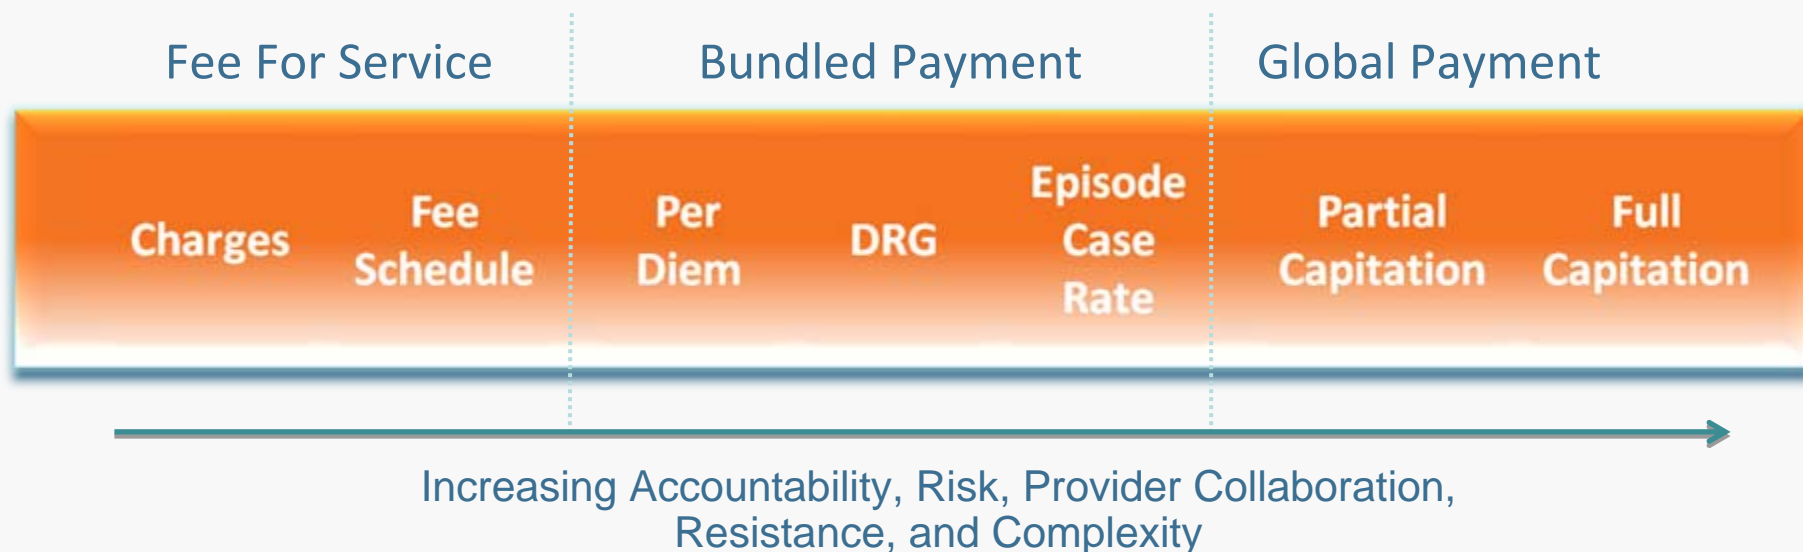 Fee For Service
Bundled Payment
Global Payment
Charges
Fee
Schedule
Per
Diem
DRG
Episode
Case
Rate
Partial
Capitation
Full
Capitation
Increasing Accountability, Risk, Provider Collaboration,
Resistance, and Complexity